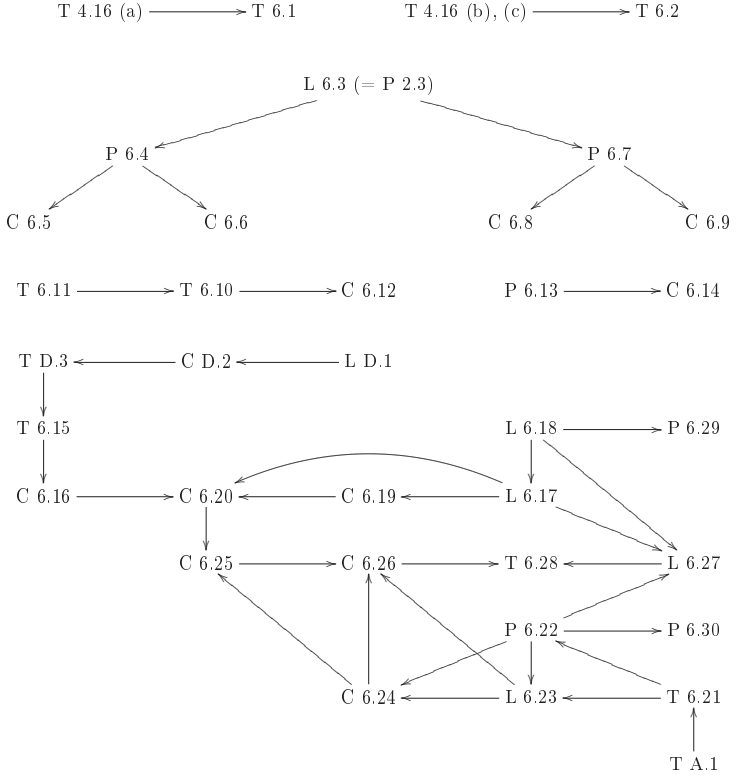 T 4.16 (a) T 6.1 T 4.16 (b), (c) T 6.2
L 6.3 (= P 2.3)
P 6.4 P 6.7
C 6.5 C 6.6 C 6.8 C 6.9
T 6.11 T 6.10 C 6.12 P 6.13 C 6.14
T D.3 C D.2 L D.1
T 6.15 L 6.18 P 6.29
C 6.16 C 6.20 C 6.19 L 6.17
C 6.25 C 6.26 T 6.28 L 6.27
P 6.22 P 6.30
C 6.24 L 6.23 T 6.21
T A.1